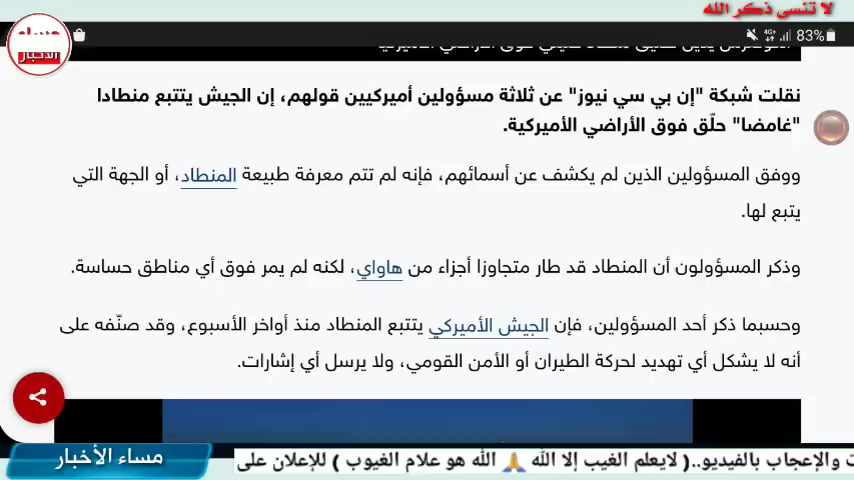 لا تنسى ذكر الله
83%
4G+
مساء
الأخبار
نقلت شبكة "إن بي سي نيوز" عن ثلاثة مسؤولين أميركيين قولهم، إن الجيش يتتبع منطادا
"غامضا" حلّق فوق الأراضي الأميركية.
ووفق المسؤولين الذين لم يكشف عن أسمائهم، فإنه لم تتم معرفة طبيعة المنطاد، أو الجهة التي
يتبع لها.
وذكر المسؤولون أن المنطاد قد طار متجاوزا أجزاء من هاواي، لكنه لم يمر فوق أي مناطق حساسة.
وحسبما ذكر أحد المسؤولين، فإن الجيش الأميركي يتتبع المنطاد منذ أواخر الأسبوع، وقد صنّفه على
أنه لا يشكل أي تهديد لحركة الطيران أو الأمن القومي، ولا يرسل أي إشارات.
مساء الأخبار
ت والإعجاب بالفيديو..( لايعلم الغيب إلا الله 🙏 الله هو علام الغيوب ) للإعلان على